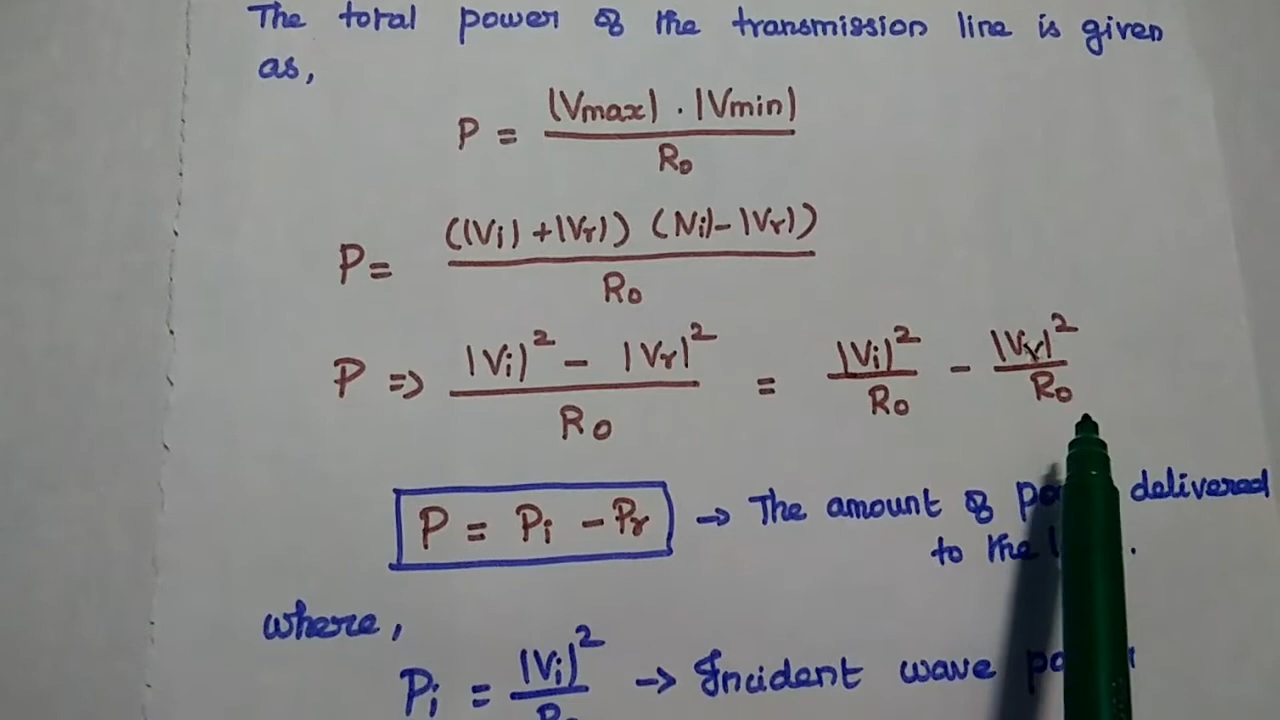 The total power of the transmission line is given
as,
P = |Vmax| . |Vmin| / R₀
P = (|Vi| + |Vr|) (|Vi| - |Vr|) / R₀
P => |Vi|² - |Vr|² / R₀ = |Vi|² / R₀ - |Vr|² / R₀
P = Pi - Pr → The amount of delivered
to the .
where,
Pi = |Vi|² / → Incident wave